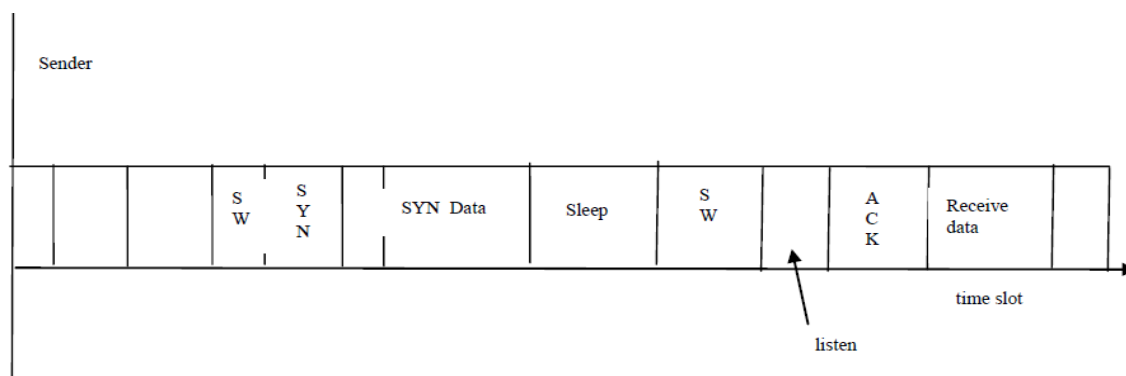 Sender
S
W
S
Y
N
SYN Data
Sleep
S
W
A
C
K
Receive
data
time slot
listen